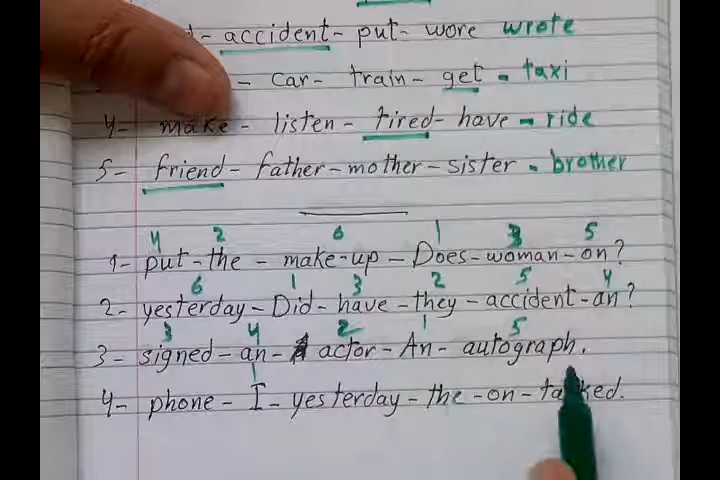 - accident - put - wore wrote
- car - train - get - taxi
4- make - listen - tired - have - ride
5- friend - father - mother - sister - brother
4 2 6 1 3 5
1- put - the - make-up - Does - woman - on?
6 1 3 2 5 4
2- yesterday - Did - have - they - accident - an?
3 4 2 1 5
3- signed - an - actor - An - autograph.
1
4- phone - I - yesterday - the - on - talked.